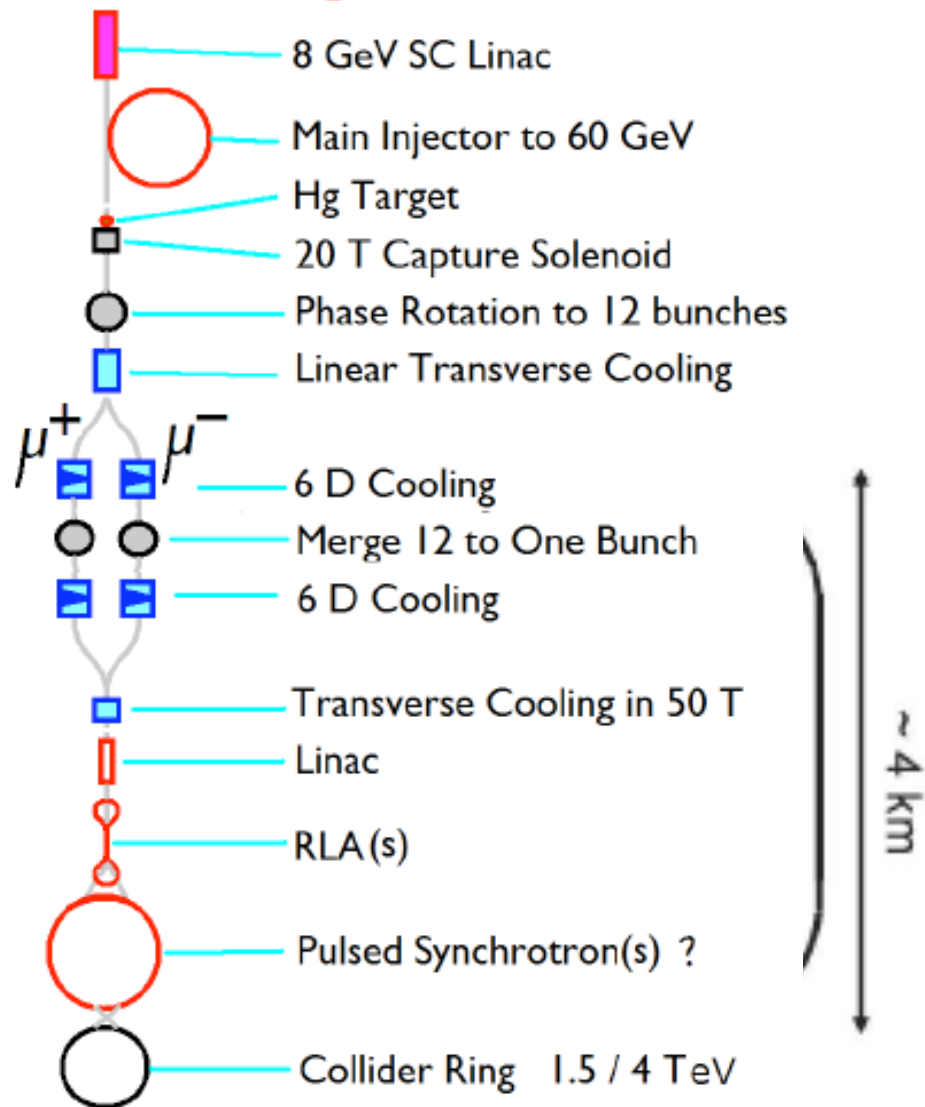 8 GeV SC Linac
Main Injector to 60 GeV
Hg Target
20 T Capture Solenoid
Phase Rotation to 12 bunches
Linear Transverse Cooling
μ+ μ−
6 D Cooling
Merge 12 to One Bunch
6 D Cooling
Transverse Cooling in 50 T
Linac
~ 4 km
RLA(s)
Pulsed Synchrotron(s) ?
Collider Ring 1.5 / 4 TeV